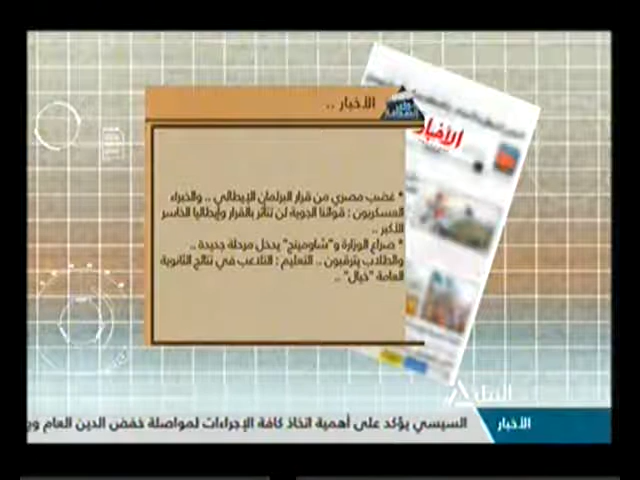 الأخبار ..
الأخبار
* غضب مصري من قرار البرلمان الإيطالي .. والخبراء
العسكريون : قواتنا الجوية لن تتأثر بالقرار وإيطاليا الخاسر
الأكبر ..
* صراع الوزارة و"شاومينج" يدخل مرحلة جديدة ..
والطلاب يترقبون .. التعليم : التلاعب في نتائج الثانوية
العامة "خيال" ..
النيل
الأخبار
السيسي يؤكد على أهمية اتخاذ كافة الإجراءات لمواصلة خفض الدين العام